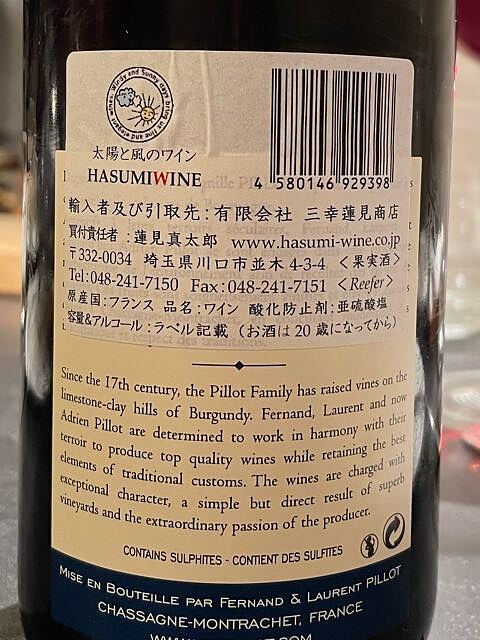 Windy and Sunny days bring us
太陽と風のワイン
HASUMIWINE
4 580146 929398
輸入者及び引取先：有限会社 三幸蓮見商店
買付責任者：蓮見真太郎 www.hasumi-wine.co.jp
〒332-0034 埼玉県川口市並木4-3-4 ＜果実酒＞
Tel:048-241-7150 Fax:048-241-7151 <Reefer>
原産国：フランス 品名：ワイン 酸化防止剤：亜硫酸塩
容量&アルコール：ラベル記載（お酒は20歳になってから）
Since the 17th century, the Pillot Family has raised vines on the
limestone-clay hills of Burgundy. Fernand, Laurent and now
Adrien Pillot are determined to work in harmony with their
terroir to produce top quality wines while retaining the best
elements of traditional customs. The wines are charged with
exceptional character, a simple but direct result of superb
vineyards and the extraordinary passion of the producer.
CONTAINS SULPHITES - CONTIENT DES SULFITES
MISE EN BOUTEILLE PAR FERNAND & LAURENT PILLOT
CHASSAGNE-MONTRACHET, FRANCE